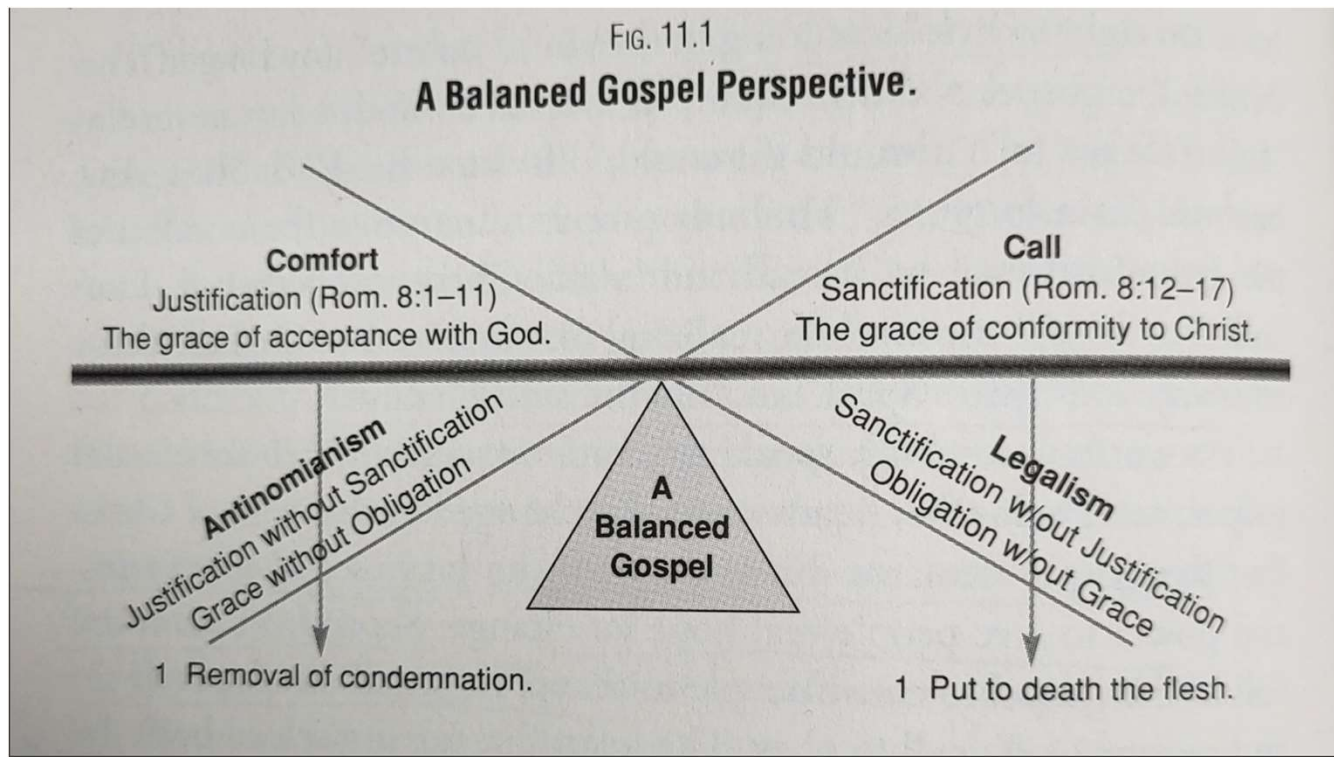 FIG. 11.1
A Balanced Gospel Perspective.
Comfort
Justification (Rom. 8:1–11)
The grace of acceptance with God.
Call
Sanctification (Rom. 8:12–17)
The grace of conformity to Christ.
Antinomianism
Justification without Sanctification
Grace without Obligation
A
Balanced
Gospel
Legalism
Sanctification w/out Justification
Obligation w/out Grace
1 Removal of condemnation.
1 Put to death the flesh.